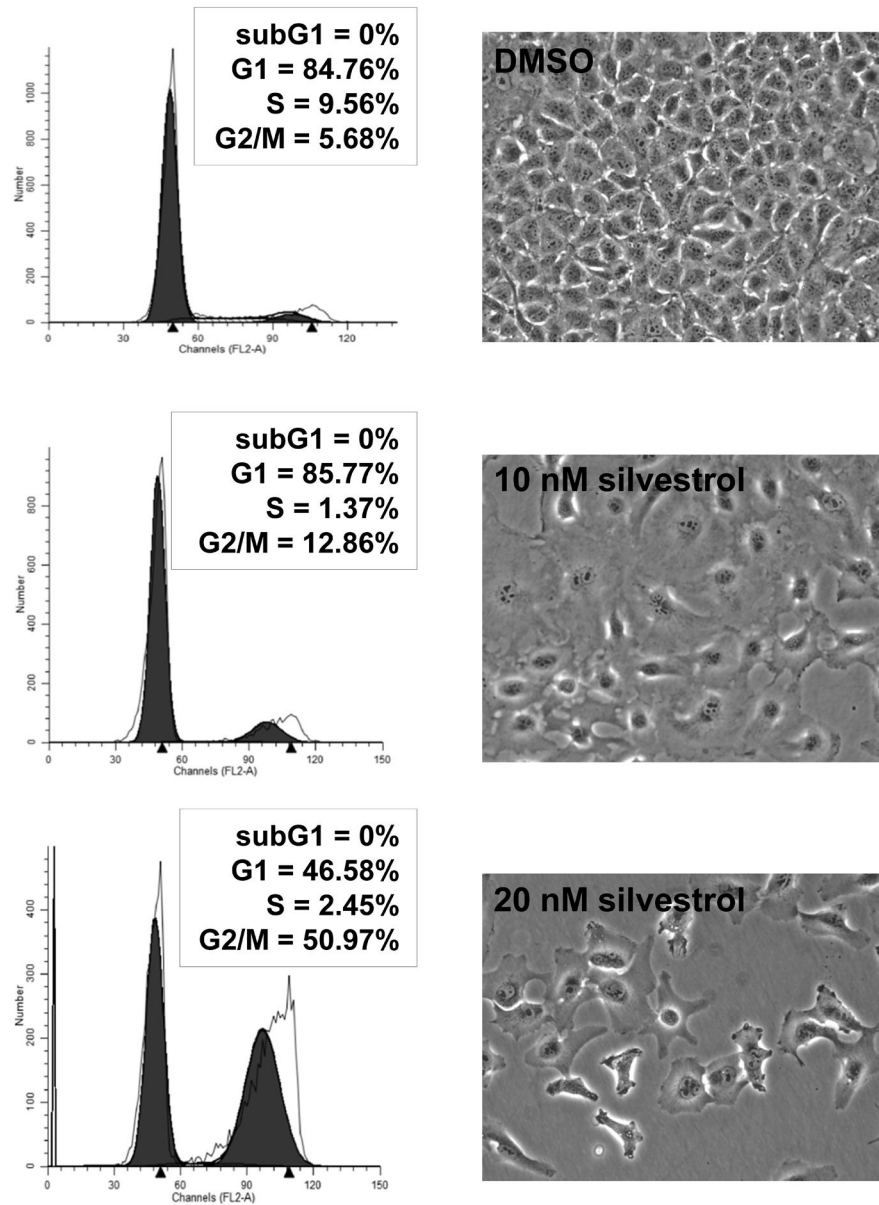 subG1 = 0%
G1 = 84.76%
S = 9.56%
G2/M = 5.68%
Number
0 200 400 600 800 1000
0 30 60 90 120
Channels (FL2-A)
DMSO
subG1 = 0%
G1 = 85.77%
S = 1.37%
G2/M = 12.86%
Number
0 200 400 600 800
0 30 60 90 120 150
Channels (FL2-A)
10 nM silvestrol
subG1 = 0%
G1 = 46.58%
S = 2.45%
G2/M = 50.97%
Number
0 100 200 300 400
0 30 60 90 120 150
Channels (FL2-A)
20 nM silvestrol